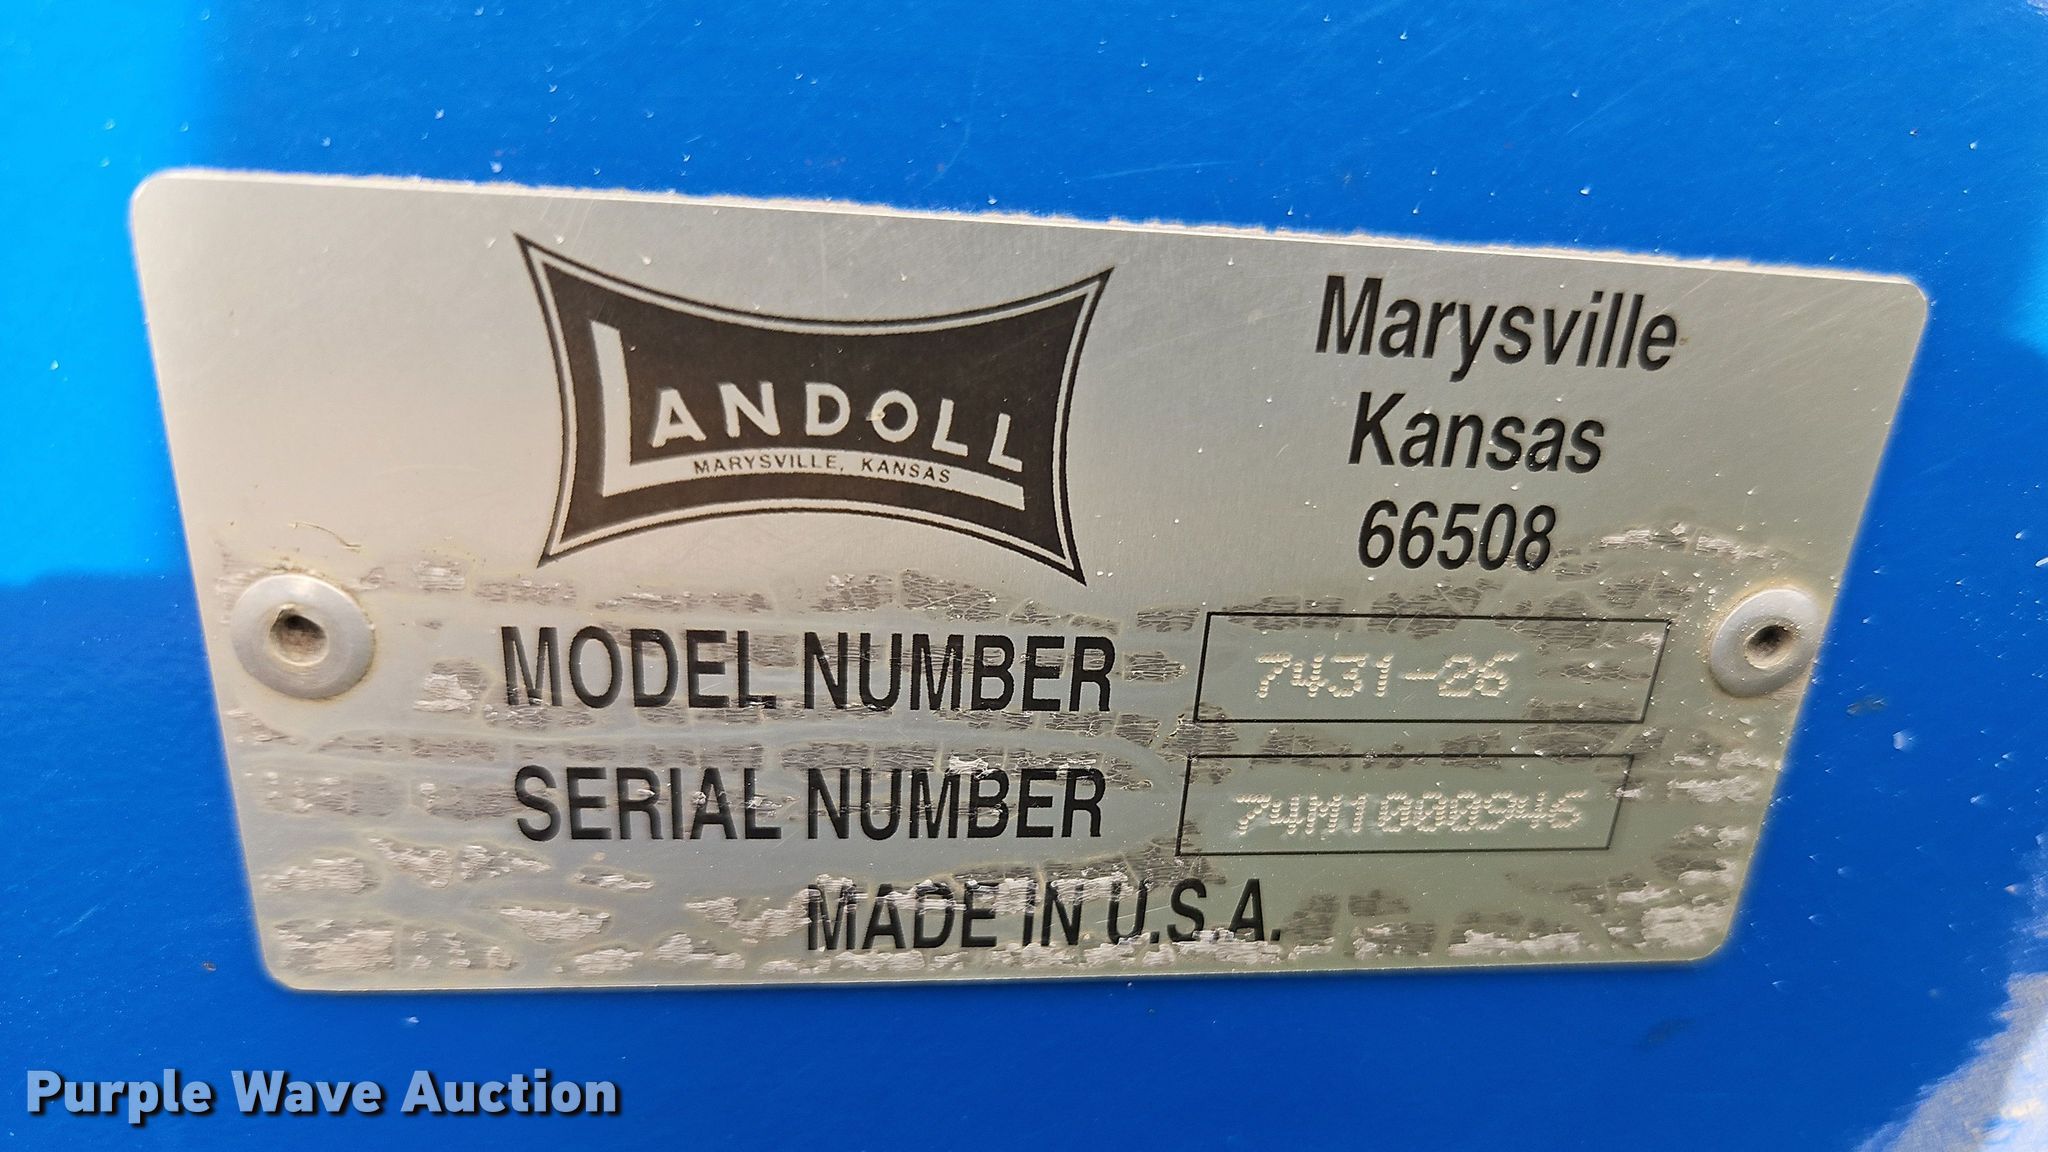 LANDOLL
MARYSVILLE, KANSAS
Marysville
Kansas
66508
MODEL NUMBER 7431-26
SERIAL NUMBER 74M1000946
MADE IN U.S.A.
Purple Wave Auction